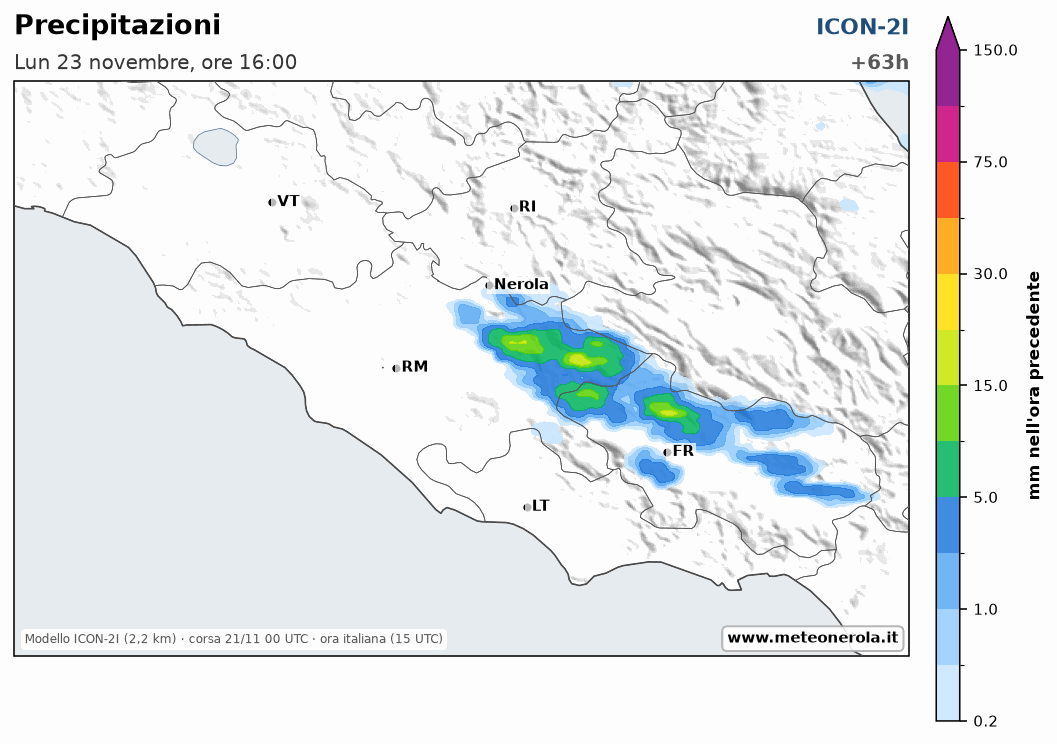 Precipitazioni
ICON-2I
Lun 23 novembre, ore 16:00
+63h
150.0
75.0
30.0
15.0
5.0
1.0
0.2
mm nell'ora precedente
VT
RI
Nerola
RM
FR
LT
Modello ICON-2I (2,2 km) · corsa 21/11 00 UTC · ora italiana (15 UTC)
www.meteonerola.it